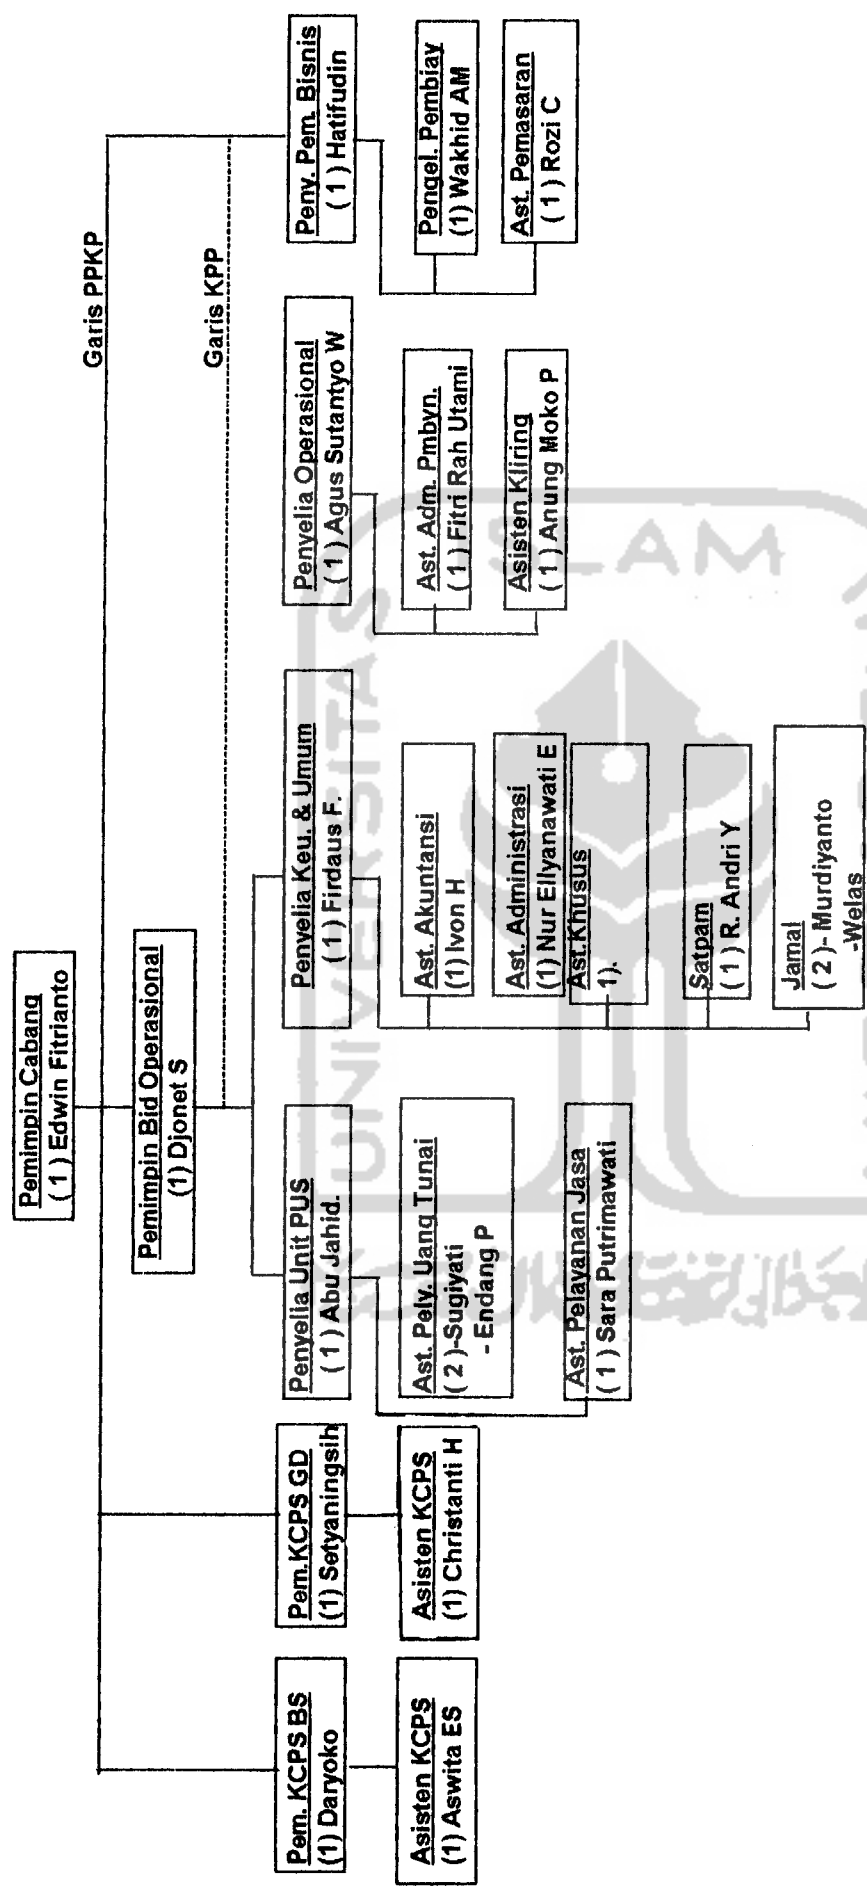 Pemimpin Cabang
( 1 ) Edwin Fitrianto
Garis PPKP
Pemimpin Bid Operasional
(1) Djonet S
Garis KPP
Pem. KCPS BS
(1) Daryoko
Asisten KCPS
(1) Aswita ES
Pem.KCPS GD
(1) Setyaningsih
Asisten KCPS
(1) Christanti H
Penyelia Unit PUS
( 1 ) Abu Jahid.
Ast. Pely. Uang Tunai
( 2 )-Sugiyati
- Endang P
Ast. Pelayanan Jasa
( 1 ) Sara Putrimawati
Penyelia Keu. & Umum
( 1 ) Firdaus F.
Ast. Akuntansi
(1) Ivon H
Ast. Administrasi
(1) Nur Ellyanawati E
Ast.Khusus
1).
Satpam
( 1 ) R. Andri Y
Jamal
( 2 )- Murdiyanto
-Welas
Penyelia Operasional
( 1 ) Agus Sutantyo W
Ast. Adm. Pmbyn.
( 1 ) Fitri Rah Utami
Asisten Kliring
( 1 ) Anung Moko P
Peny. Pem. Bisnis
( 1 ) Hatifudin
Pengel. Pembiay
(1) Wakhid AM
Ast. Pemasaran
( 1 ) Rozi C
UNIVERSITAS
ISLAM